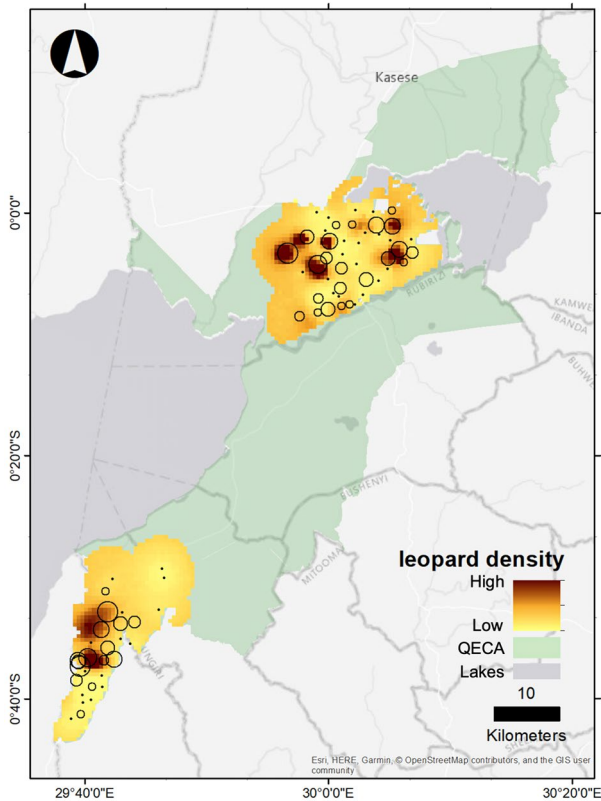 Kasese
0°0'0"
RUBIRIZI
KAMWE
IBANDA
BUHWE
0°20'0"S
BUSHENYI
MITOOMA
leopard density
High
Low
QECA
Lakes
10
Kilometers
0°40'0"S
Esri, HERE, Garmin, © OpenStreetMap contributors, and the GIS user
community
29°40'0"E
30°0'0"E
30°20'0"E